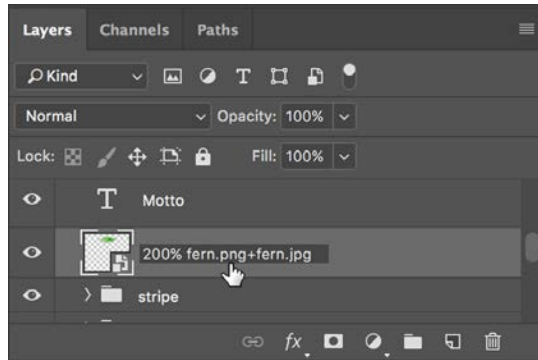 Layers Channels Paths
Kind T
Normal Opacity: 100%
Lock: Fill: 100%
T Motto
200% fern.png+fern.jpg
stripe
fx